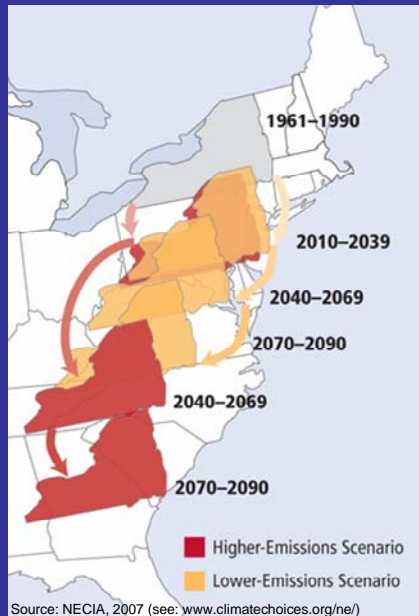 1961–1990
2010–2039
2040–2069
2070–2090
2040–2069
2070–2090
Higher-Emissions Scenario
Lower-Emissions Scenario
Source: NECIA, 2007 (see: www.climatechoices.org/ne/)